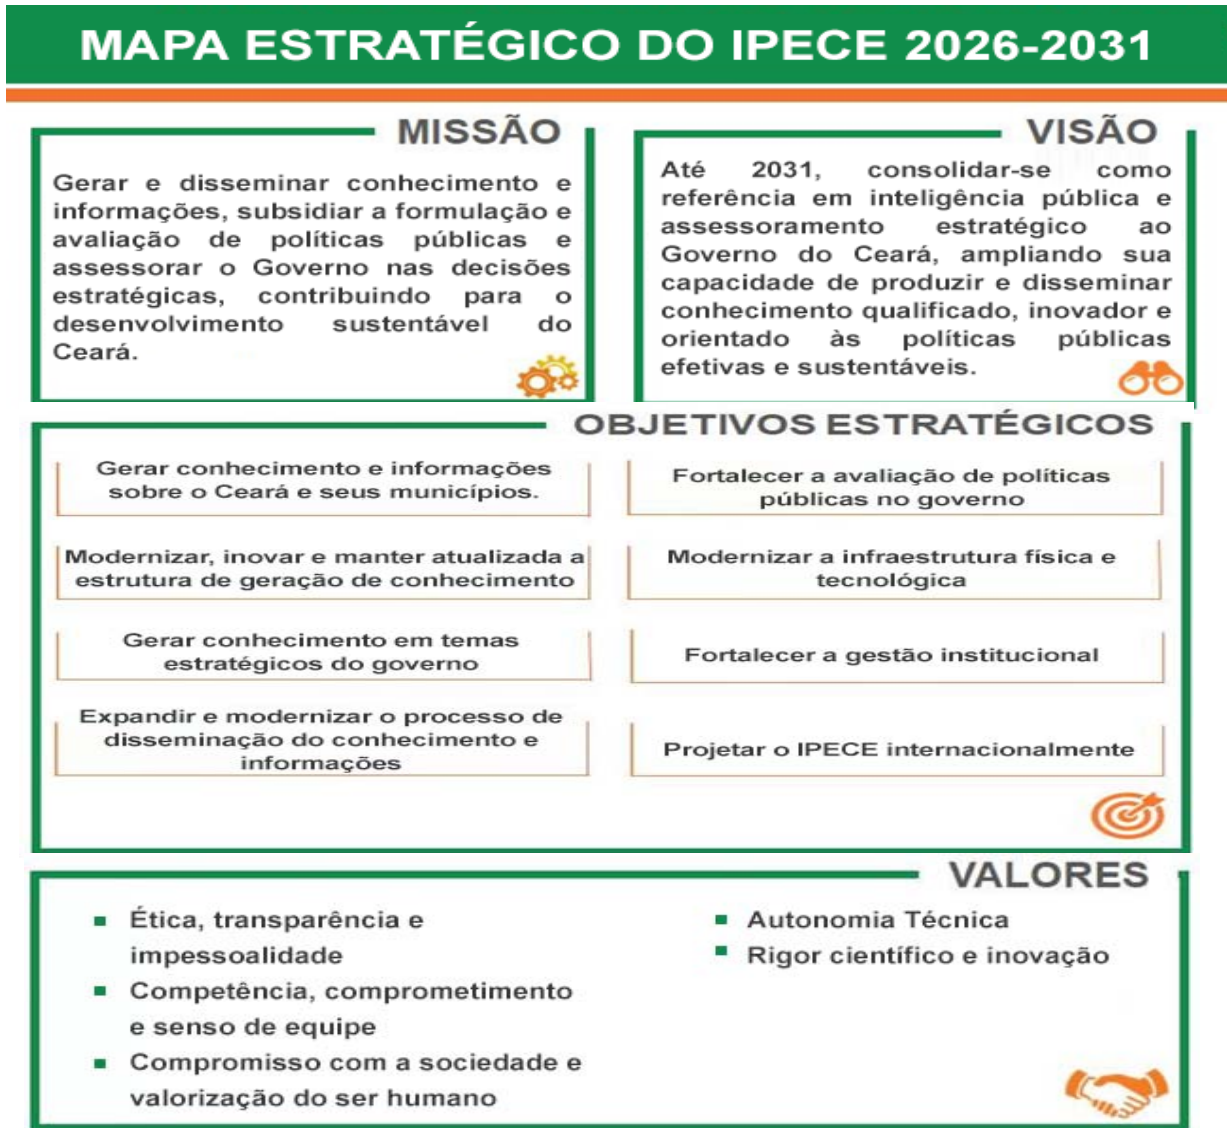 MAPA ESTRATÉGICO DO IPECE 2026-2031
MISSÃO
Gerar e disseminar conhecimento e
informações, subsidiar a formulação e
avaliação de políticas públicas e
assessorar o Governo nas decisões
estratégicas, contribuindo para o
desenvolvimento sustentável do
Ceará.
VISÃO
Até 2031, consolidar-se como
referência em inteligência pública e
assessoramento estratégico ao
Governo do Ceará, ampliando sua
capacidade de produzir e disseminar
conhecimento qualificado, inovador e
orientado às políticas públicas
efetivas e sustentáveis.
OBJETIVOS ESTRATÉGICOS
Gerar conhecimento e informações
sobre o Ceará e seus municípios.
Modernizar, inovar e manter atualizada a
estrutura de geração de conhecimento
Gerar conhecimento em temas
estratégicos do governo
Expandir e modernizar o processo de
disseminação do conhecimento e
informações
Fortalecer a avaliação de políticas
públicas no governo
Modernizar a infraestrutura física e
tecnológica
Fortalecer a gestão institucional
Projetar o IPECE internacionalmente
VALORES
Ética, transparência e
impessoalidade
Competência, comprometimento
e senso de equipe
Compromisso com a sociedade e
valorização do ser humano
Autonomia Técnica
Rigor científico e inovação